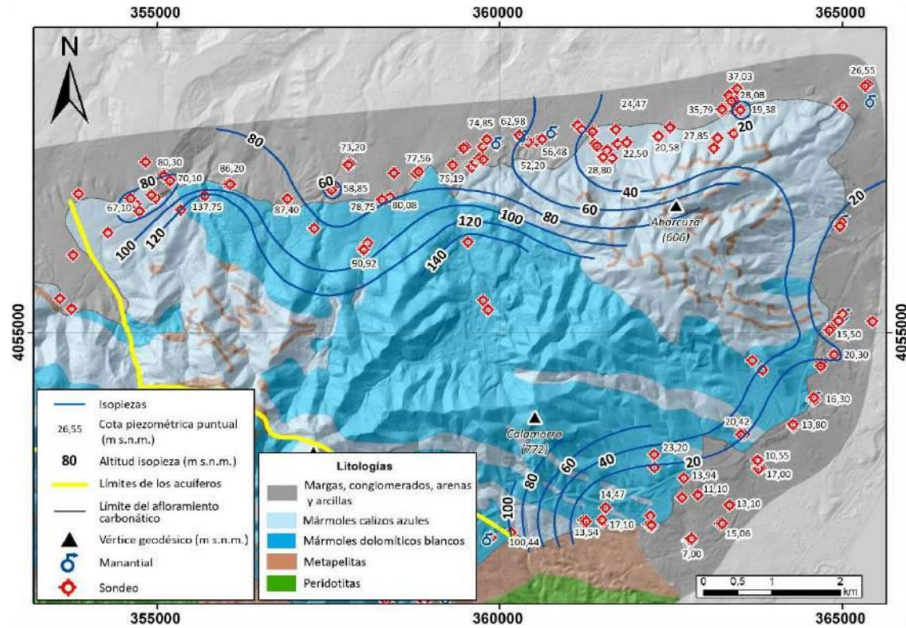 355000 360000 365000
N
37,03
26,55
28,08
24,47
35,79 19,38
62,98
74,85
20
80
27,85
73,20
56,48 22,50 20,58
80,30
77,56
52,20
86,20
75,19
28,80
70,10
80
60
58,85
40
20
67,10
137,75
87,40
78,75 80,08
60
100
80
120
Abarcuza
(606)
100
120
90,92
140
4055000
4055000
15,50
20,30
16,30
20,42
13,80
Calamorro
(772)
23,20
10,55
40
20
17,00
60
13,94
80
11,10
100
14,47
13,10
13,54 17,10
15,06
100,44
7,00
Isopiezas
26,55 Cota piezométrica puntual
(m s.n.m.)
80 Altitud isopieza (m s.n.m.)
Límites de los acuíferos
Límite del afloramiento
carbonático
Vértice geodésico (m s.n.m.)
Manantial
Sondeo
Litologías
Margas, conglomerados, arenas
y arcillas
Mármoles calizos azules
Mármoles dolomíticos blancos
Metapelitas
Peridotitas
0 0,5 1 2
km
355000 360000 365000